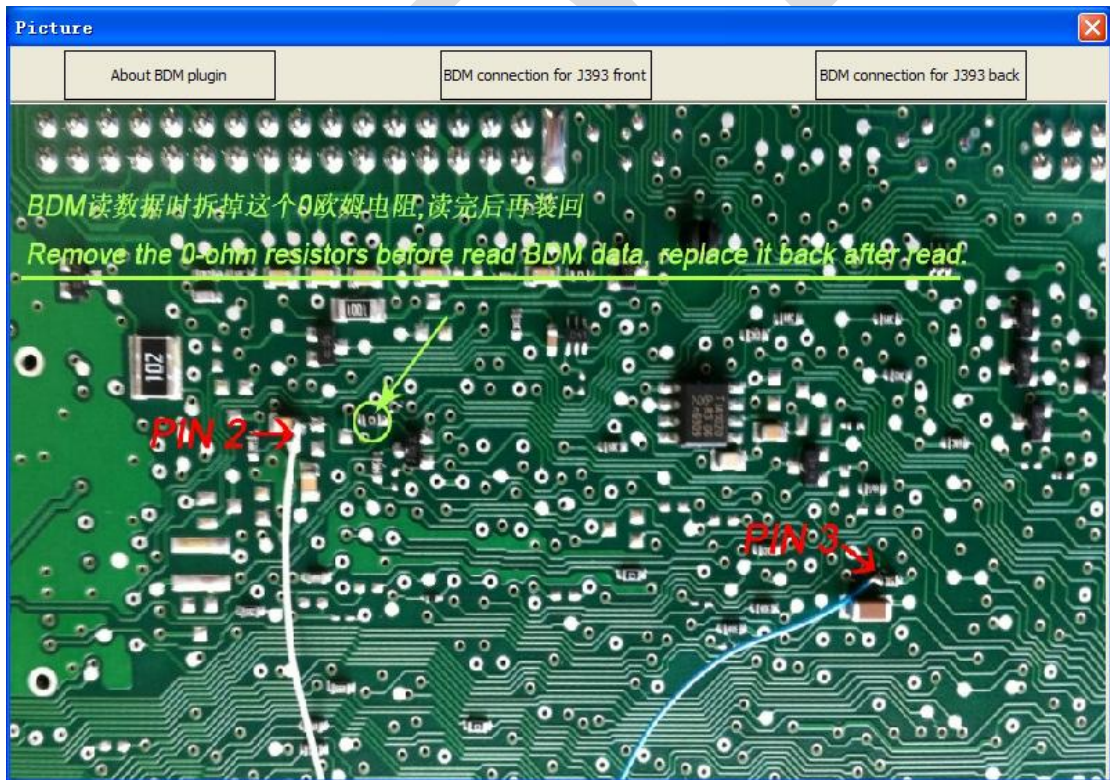 Picture
About BDM plugin
BDM connection for J393 front
BDM connection for J393 back
BDM读数据时拆掉这个0欧姆电阻,读完后再装回
Remove the 0-ohm resistors before read BDM data, replace it back after read.
1001
102
PIN 2
PIN 3